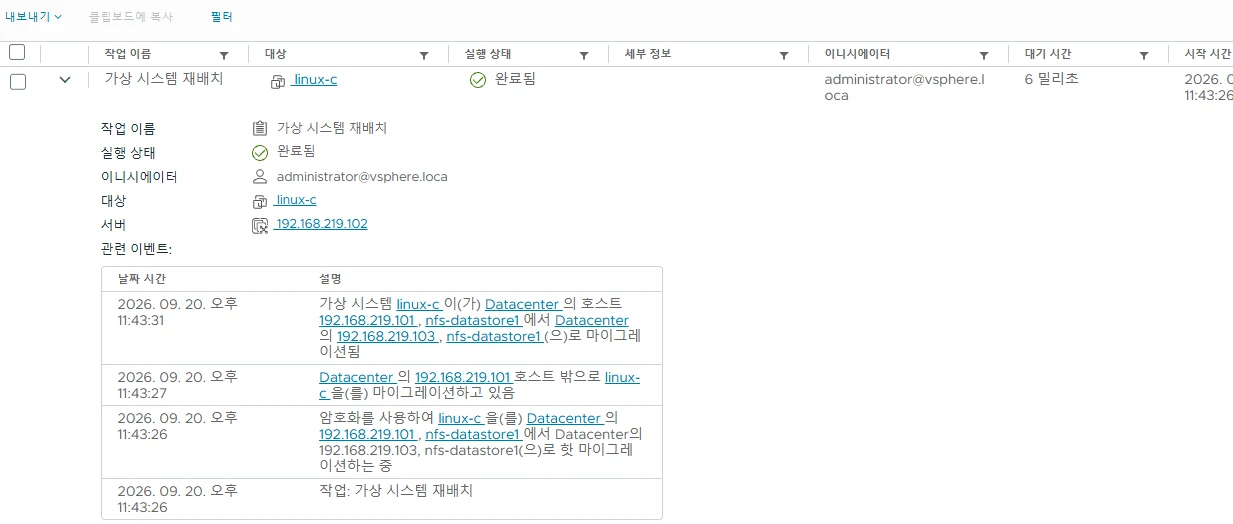 내보내기 클립보드에 복사 필터
작업 이름 대상 실행 상태 세부 정보 이니시에이터 대기 시간 시작 시간
가상 시스템 재배치 linux-c 완료됨 administrator@vsphere.l 6 밀리초 2026. 0
oca 11:43:26
작업 이름 가상 시스템 재배치
실행 상태 완료됨
이니시에이터 administrator@vsphere.loca
대상 linux-c
서버 192.168.219.102
관련 이벤트:
날짜 시간 설명
2026. 09. 20. 오후 가상 시스템 linux-c 이(가) Datacenter 의 호스트
11:43:31 192.168.219.101 , nfs-datastore1 에서 Datacenter
의 192.168.219.103 , nfs-datastore1 (으)로 마이그레
이션됨
2026. 09. 20. 오후 Datacenter 의 192.168.219.101 호스트 밖으로 linux-
11:43:27 c 을(를) 마이그레이션하고 있음
2026. 09. 20. 오후 암호화를 사용하여 linux-c 을(를) Datacenter 의
11:43:26 192.168.219.101 , nfs-datastore1 에서 Datacenter의
192.168.219.103, nfs-datastore1(으)로 핫 마이그레
이션하는 중
2026. 09. 20. 오후 작업: 가상 시스템 재배치
11:43:26